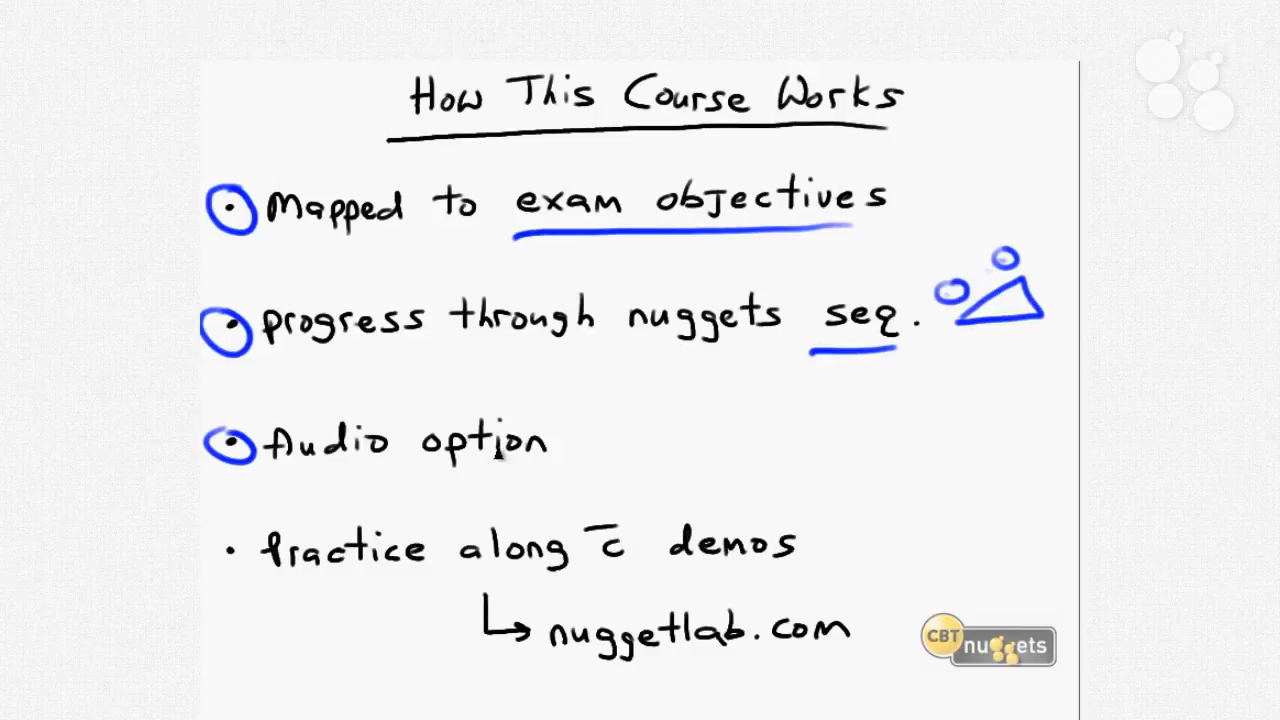 How This Course Works
• Mapped to exam objectives
• Progress through nuggets seq.
• Audio option
• Practice along c̄ demos
↳ nuggetlab.com
CBT nuggets